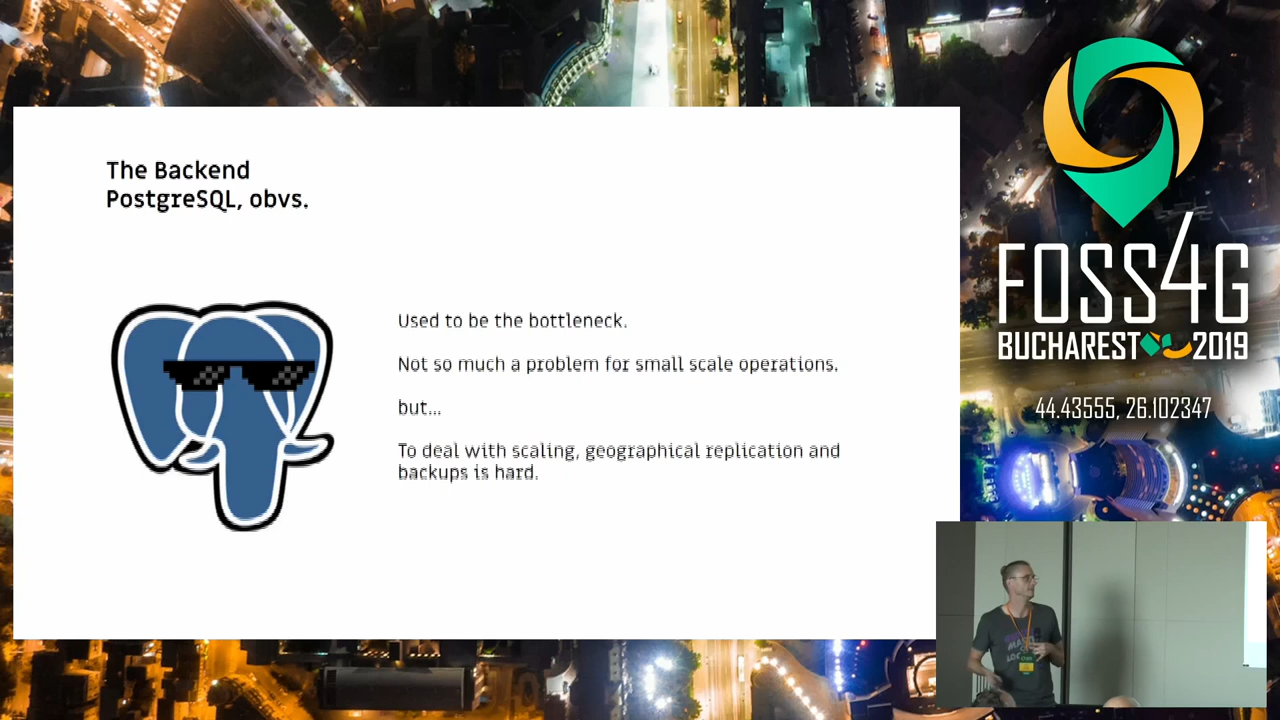 The Backend
PostgreSQL, obvs.
Used to be the bottleneck.
Not so much a problem for small scale operations.
but...
To deal with scaling, geographical replication and
backups is hard.
FOSS4G
BUCHAREST 2019
44.43555, 26.102347